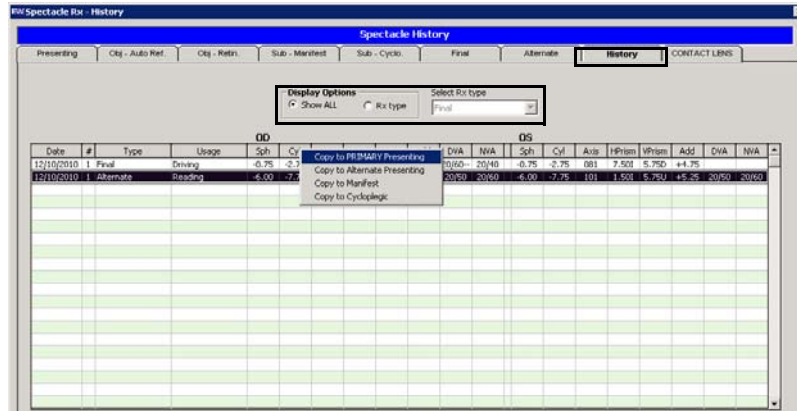 EW Spectacle Rx - History
Spectacle History
Presenting Obj - Auto Ref. Obj - Retin. Sub - Manifest Sub - Cyclo. Final Alternate History CONTACT LENS
Display Options Select Rx type
Show ALL Rx type Final
OD OS
Date # Type Usage Sph DVA NVA Sph Cyl Axis HPrism VPrism Add DVA NVA
12/10/2010 1 Final Driving -0.75 20/40 -0.75 -2.75 081 7.50I 5.75D +4.75
12/10/2010 1 Alternate Reading -6.00 20/50 20/60 -6.00 -7.75 101 1.50I 5.75U +5.25 20/50 20/60
Copy to PRIMARY Presenting
Copy to Alternate Presenting
Copy to Manifest
Copy to Cycloplegic